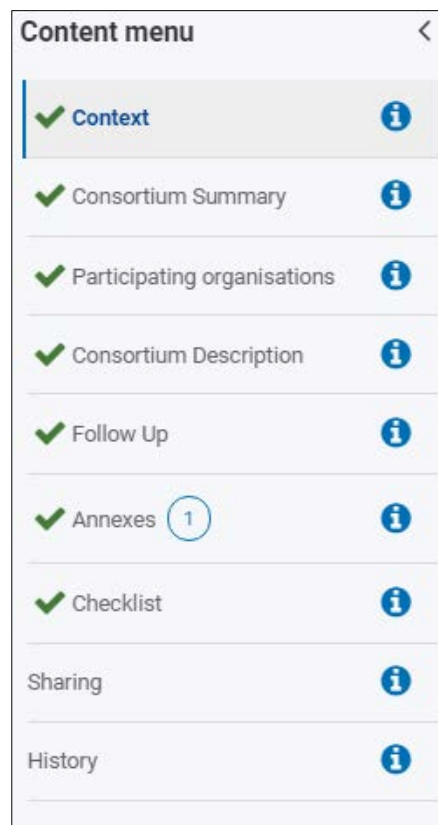 Content menu
Context
Consortium Summary
Participating organisations
Consortium Description
Follow Up
Annexes 1
Checklist
Sharing
History